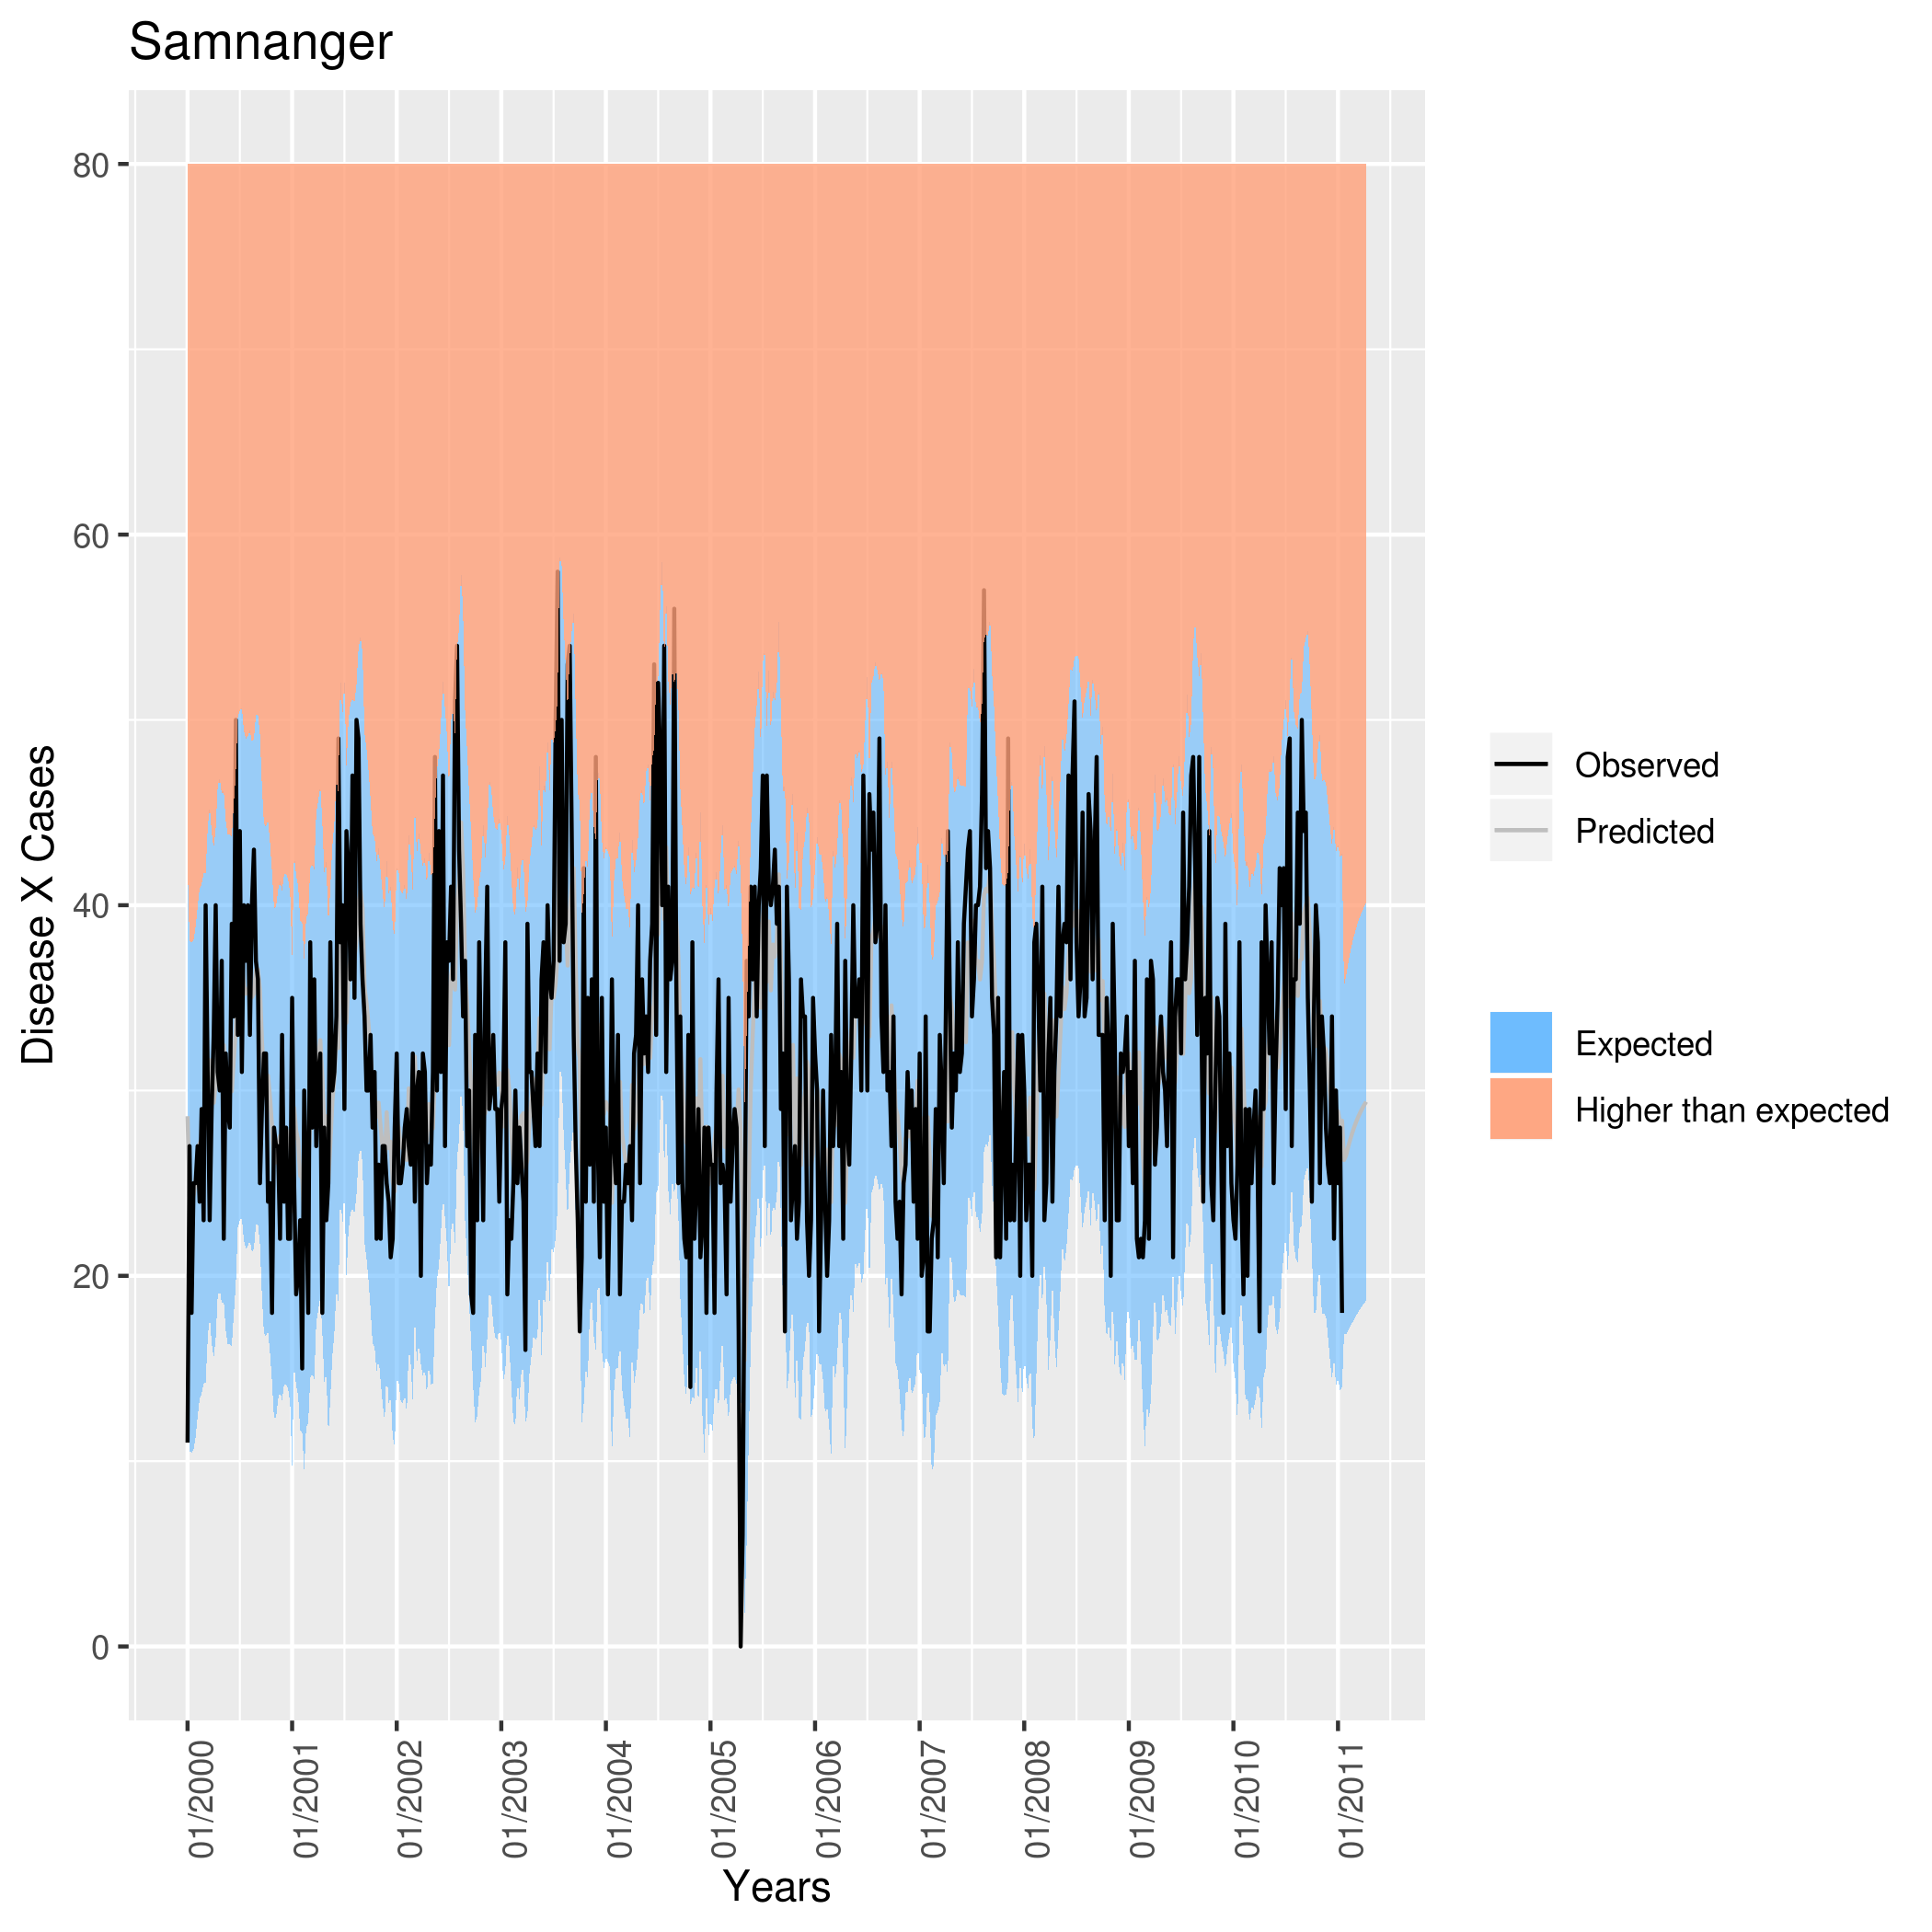 Samnanger
Disease X Cases
80
60
40
20
0
01/2000
01/2001
01/2002
01/2003
01/2004
01/2005
01/2006
01/2007
01/2008
01/2009
01/2010
01/2011
Years
Observed
Predicted
Expected
Higher than expected